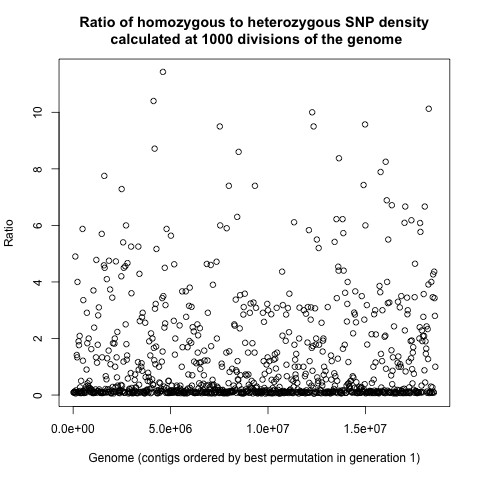 Ratio of homozygous to heterozygous SNP density
calculated at 1000 divisions of the genome
Ratio
10
8
6
4
2
0
0.0e+00 5.0e+06 1.0e+07 1.5e+07
Genome (contigs ordered by best permutation in generation 1)